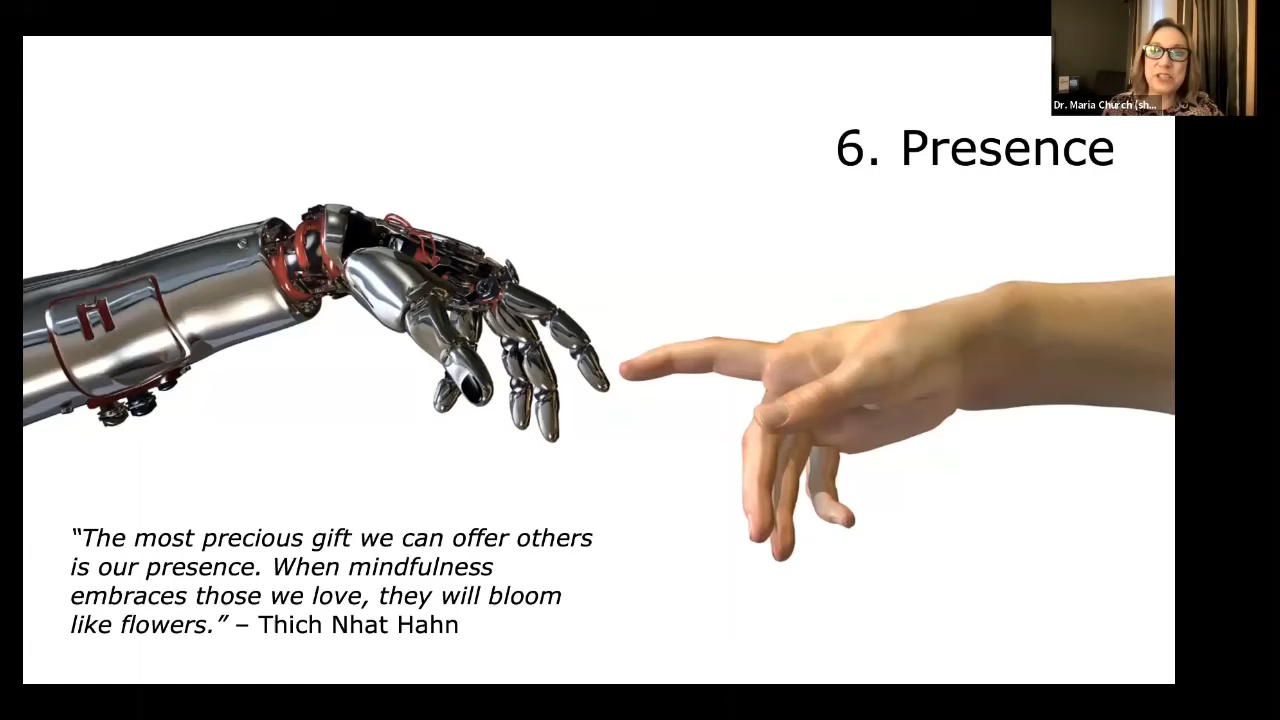 Dr. Maria Church (sh...
6. Presence
“The most precious gift we can offer others
is our presence. When mindfulness
embraces those we love, they will bloom
like flowers.” – Thich Nhat Hahn